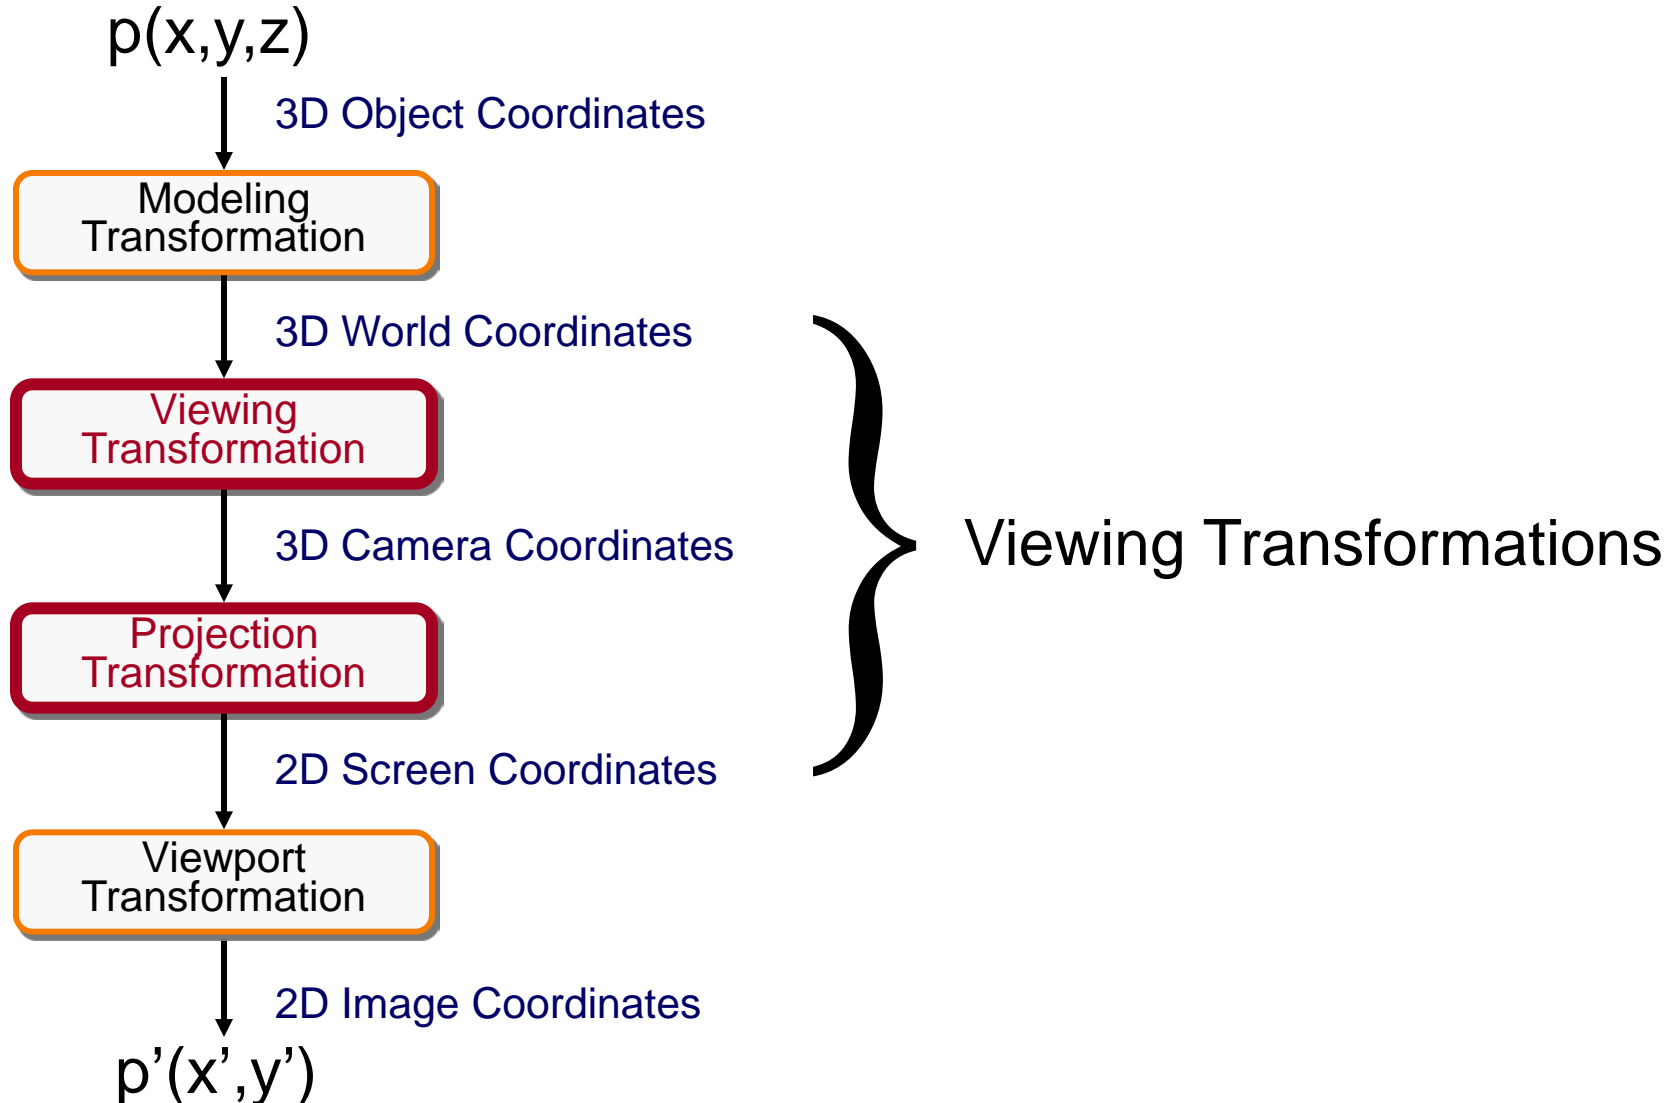 p(x,y,z)
3D Object Coordinates
Modeling
Transformation
3D World Coordinates
Viewing
Transformation
3D Camera Coordinates
Viewing Transformations
Projection
Transformation
2D Screen Coordinates
Viewport
Transformation
2D Image Coordinates
p’(x’,y’)